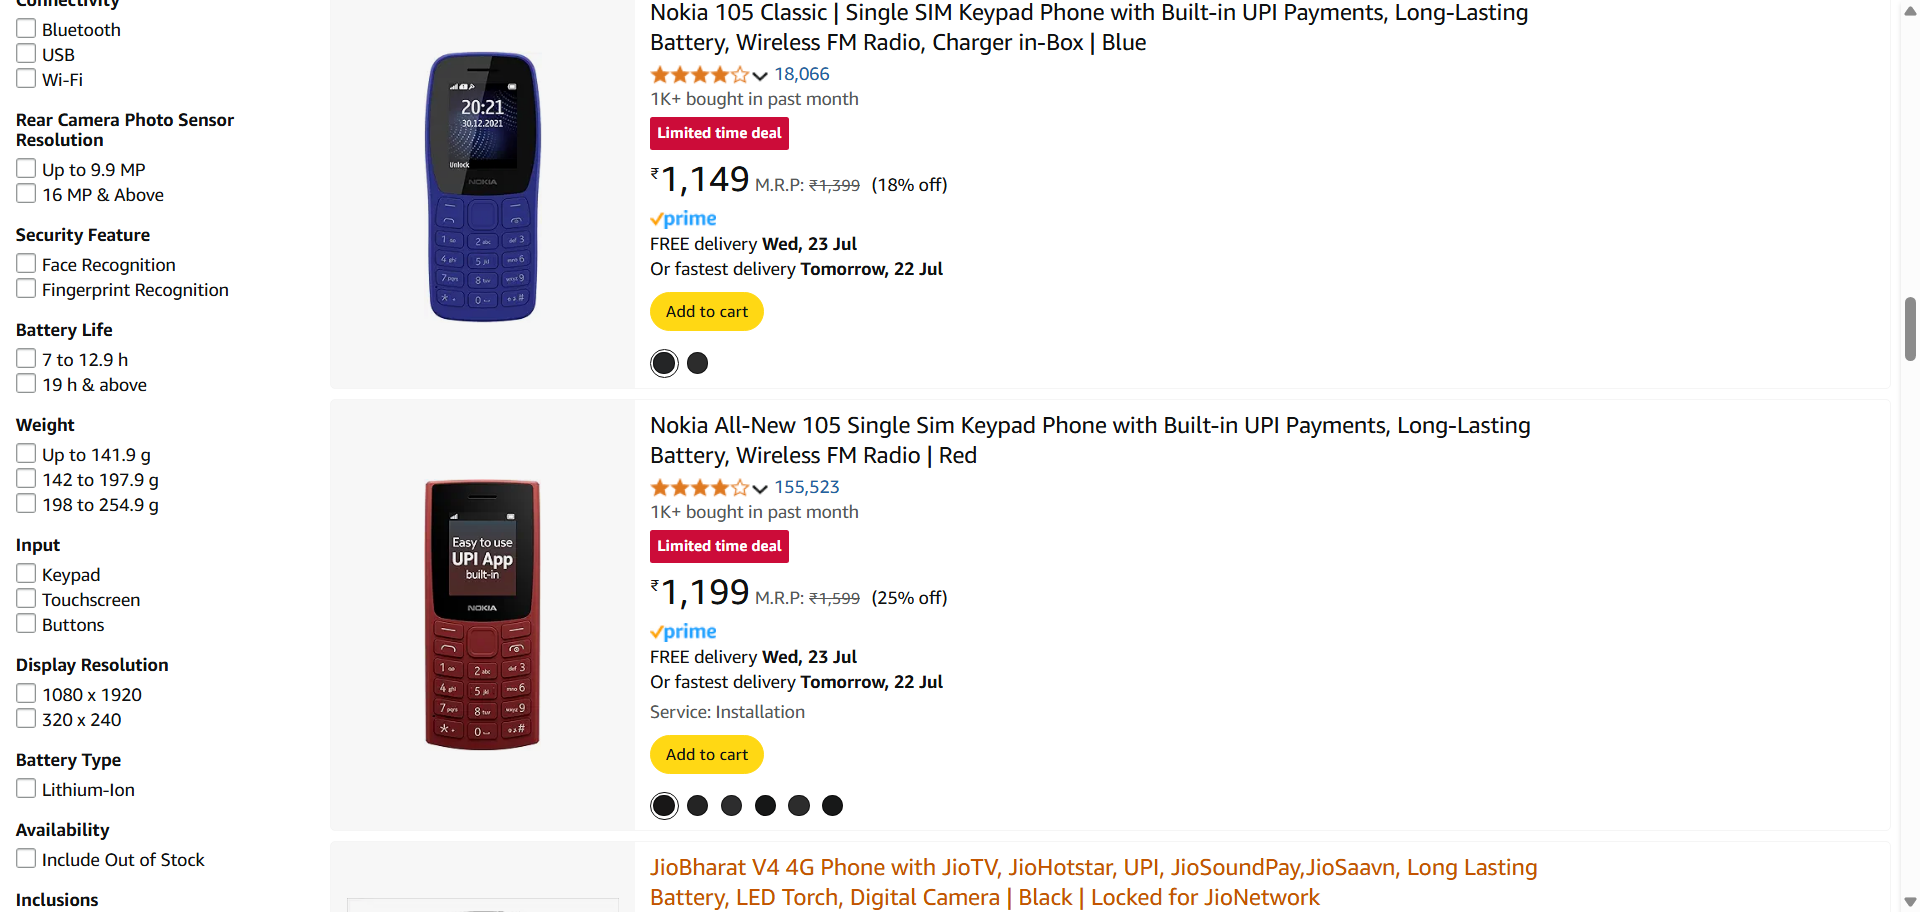 Connectivity
Bluetooth
USB
Wi-Fi
Rear Camera Photo Sensor
Resolution
Up to 9.9 MP
16 MP & Above
Security Feature
Face Recognition
Fingerprint Recognition
Battery Life
7 to 12.9 h
19 h & above
Weight
Up to 141.9 g
142 to 197.9 g
198 to 254.9 g
Input
Keypad
Touchscreen
Buttons
Display Resolution
1080 x 1920
320 x 240
Battery Type
Lithium-Ion
Availability
Include Out of Stock
Inclusions
20:21
30.12.2021
Unlock
NOKIA
Nokia 105 Classic | Single SIM Keypad Phone with Built-in UPI Payments, Long-Lasting
Battery, Wireless FM Radio, Charger in-Box | Blue
18,066
1K+ bought in past month
Limited time deal
₹1,149 M.R.P: ₹1,399 (18% off)
prime
FREE delivery Wed, 23 Jul
Or fastest delivery Tomorrow, 22 Jul
Add to cart
Easy to use
UPI App
built-in
NOKIA
Nokia All-New 105 Single Sim Keypad Phone with Built-in UPI Payments, Long-Lasting
Battery, Wireless FM Radio | Red
155,523
1K+ bought in past month
Limited time deal
₹1,199 M.R.P: ₹1,599 (25% off)
prime
FREE delivery Wed, 23 Jul
Or fastest delivery Tomorrow, 22 Jul
Service: Installation
Add to cart
JioBharat V4 4G Phone with JioTV, JioHotstar, UPI, JioSoundPay,JioSaavn, Long Lasting
Battery, LED Torch, Digital Camera | Black | Locked for JioNetwork